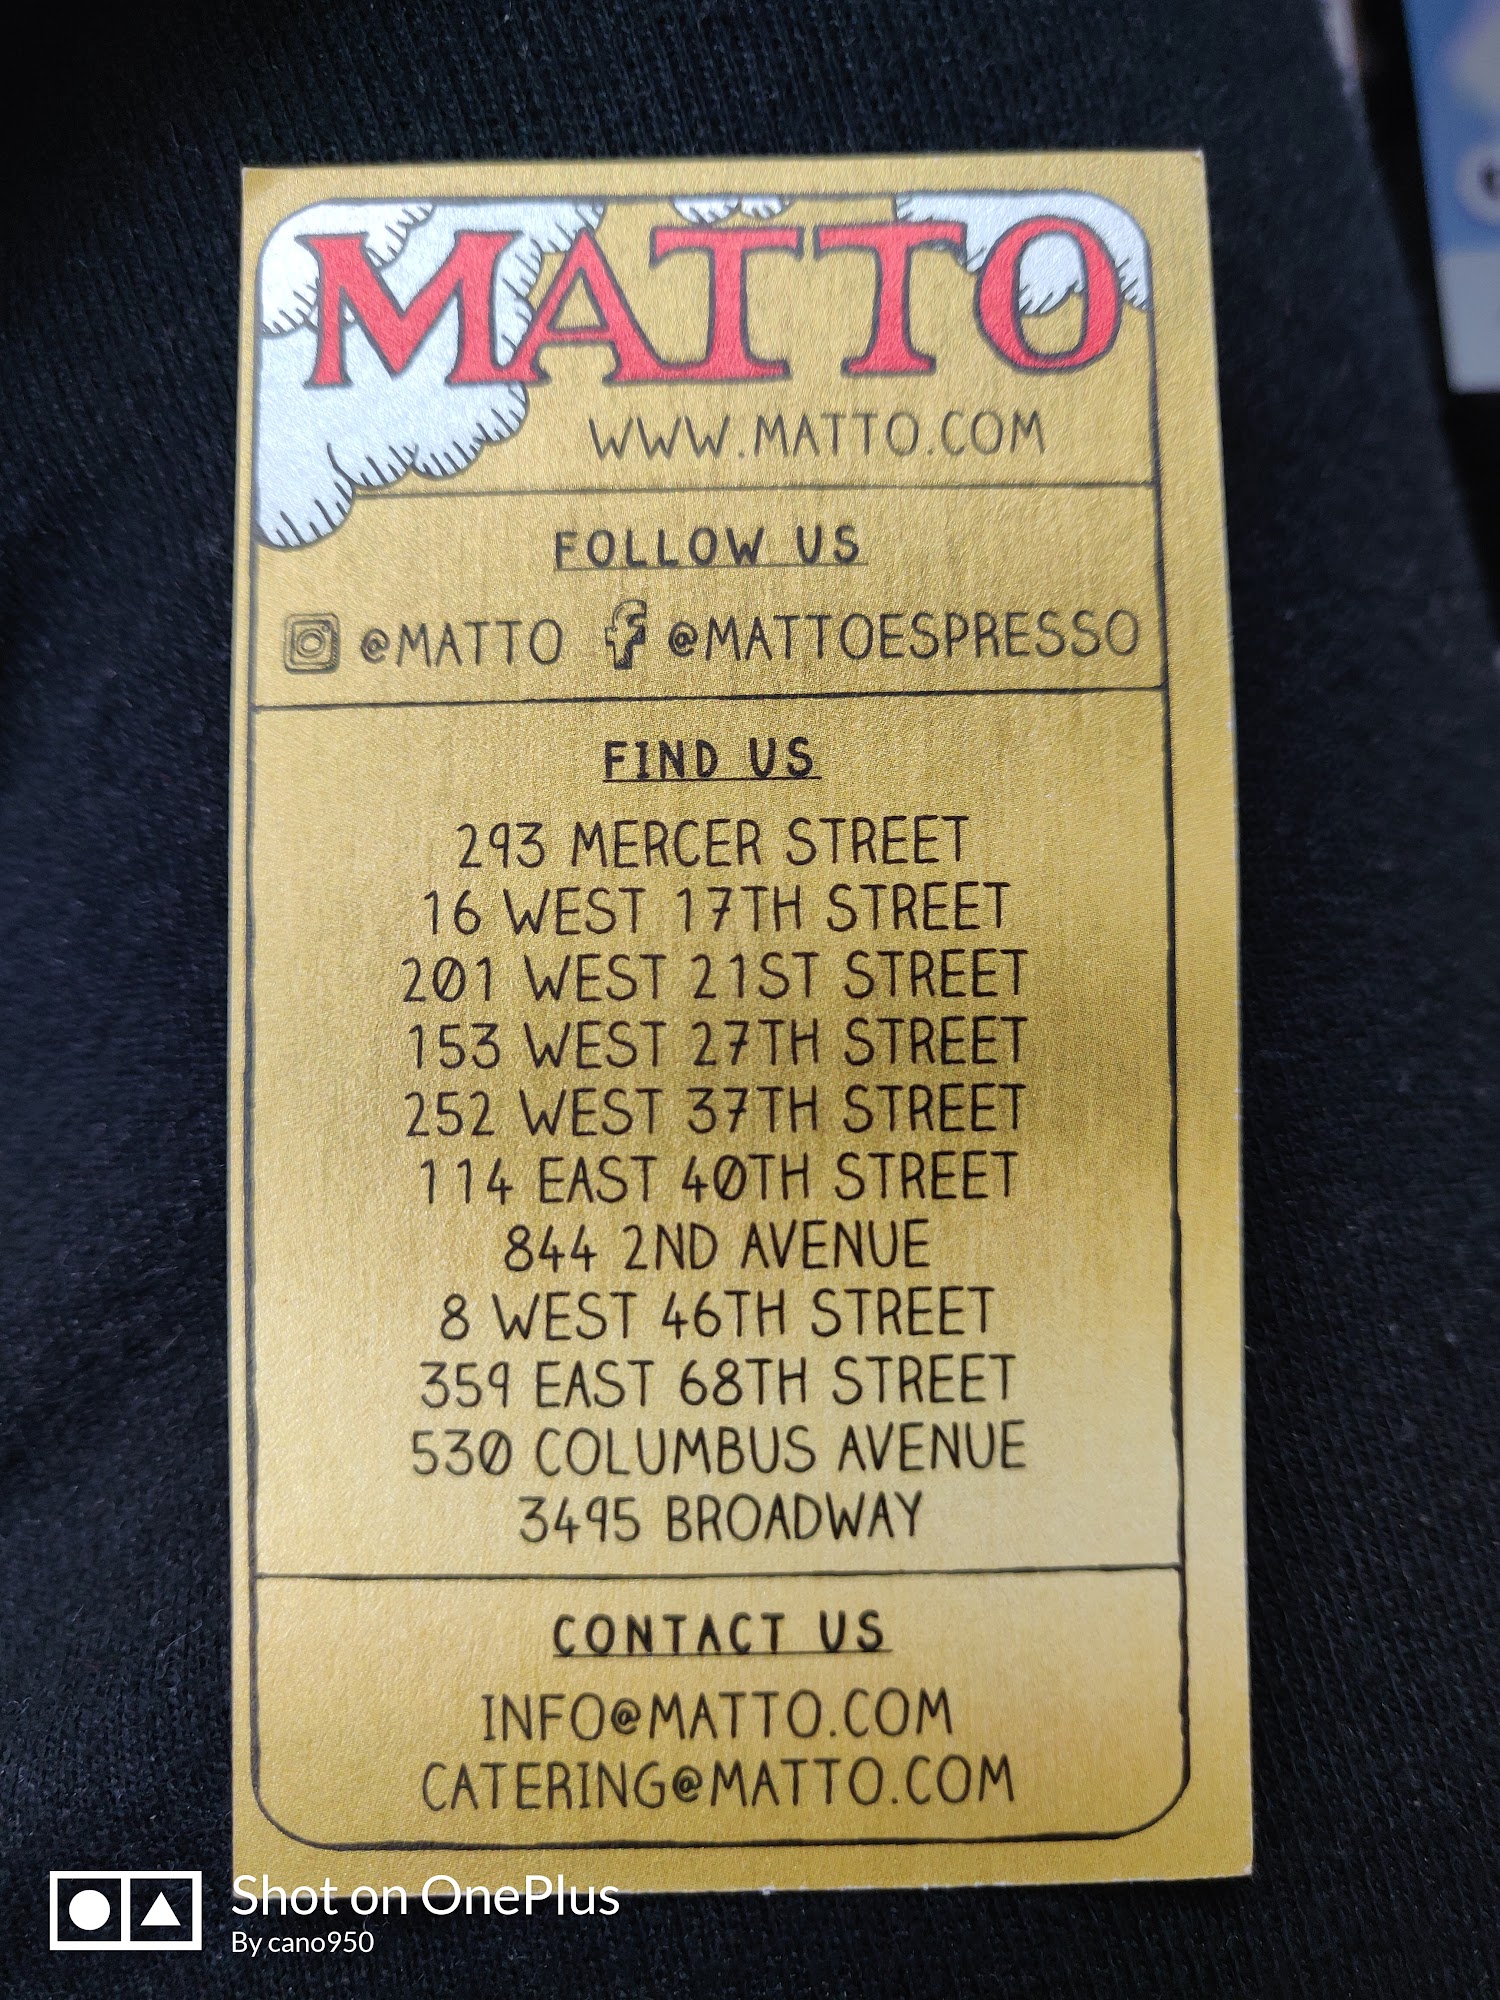 MATTO
WWW.MATTO.COM
FOLLOW US
@MATTO @MATTOESPRESSO
FIND US
293 MERCER STREET
16 WEST 17TH STREET
201 WEST 21ST STREET
153 WEST 27TH STREET
252 WEST 37TH STREET
114 EAST 40TH STREET
844 2ND AVENUE
8 WEST 46TH STREET
359 EAST 68TH STREET
530 COLUMBUS AVENUE
3495 BROADWAY
CONTACT US
INFO@MATTO.COM
CATERING@MATTO.COM
Shot on OnePlus
By cano950